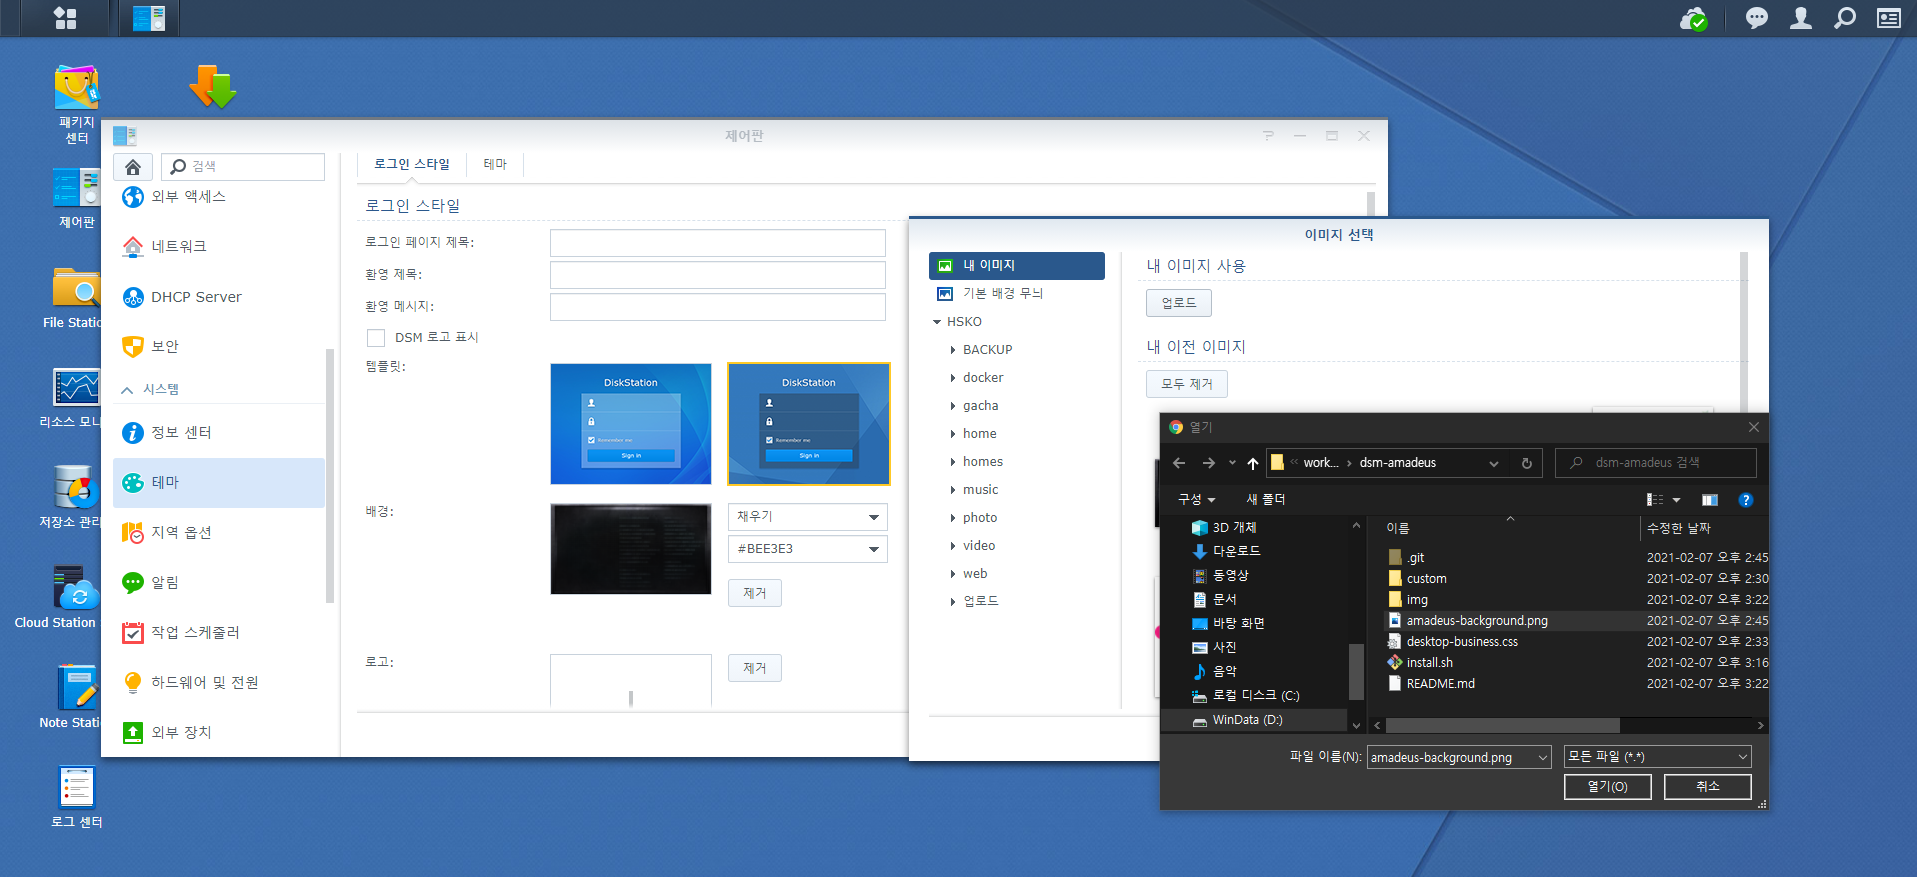 패키지
센터
제어판
File Statio
리소스 모니
저장소 관리
Cloud Station
Note Statio
로그 센터
제어판
검색
외부 액세스
네트워크
DHCP Server
보안
시스템
정보 센터
테마
지역 옵션
알림
작업 스케줄러
하드웨어 및 전원
외부 장치
로그인 스타일
테마
로그인 스타일
로그인 페이지 제목:
환영 제목:
환영 메시지:
DSM 로고 표시
템플릿:
DiskStation
Remember me
Sign in
DiskStation
Remember me
Sign in
배경:
채우기
#BEE3E3
제거
로고:
제거
이미지 선택
내 이미지
기본 배경 무늬
HSKO
BACKUP
docker
gacha
home
homes
music
photo
video
web
업로드
내 이미지 사용
업로드
내 이전 이미지
모두 제거
열기
« work... › dsm-amadeus
dsm-amadeus 검색
구성
새 폴더
3D 개체
다운로드
동영상
문서
바탕 화면
사진
음악
로컬 디스크 (C:)
WinData (D:)
이름 수정한 날짜
.git 2021-02-07 오후 2:45
custom 2021-02-07 오후 2:30
img 2021-02-07 오후 3:22
amadeus-background.png 2021-02-07 오후 2:45
desktop-business.css 2021-02-07 오후 2:33
install.sh 2021-02-07 오후 3:16
README.md 2021-02-07 오후 3:22
파일 이름(N): amadeus-background.png
모든 파일 (*.*)
열기(O)
취소